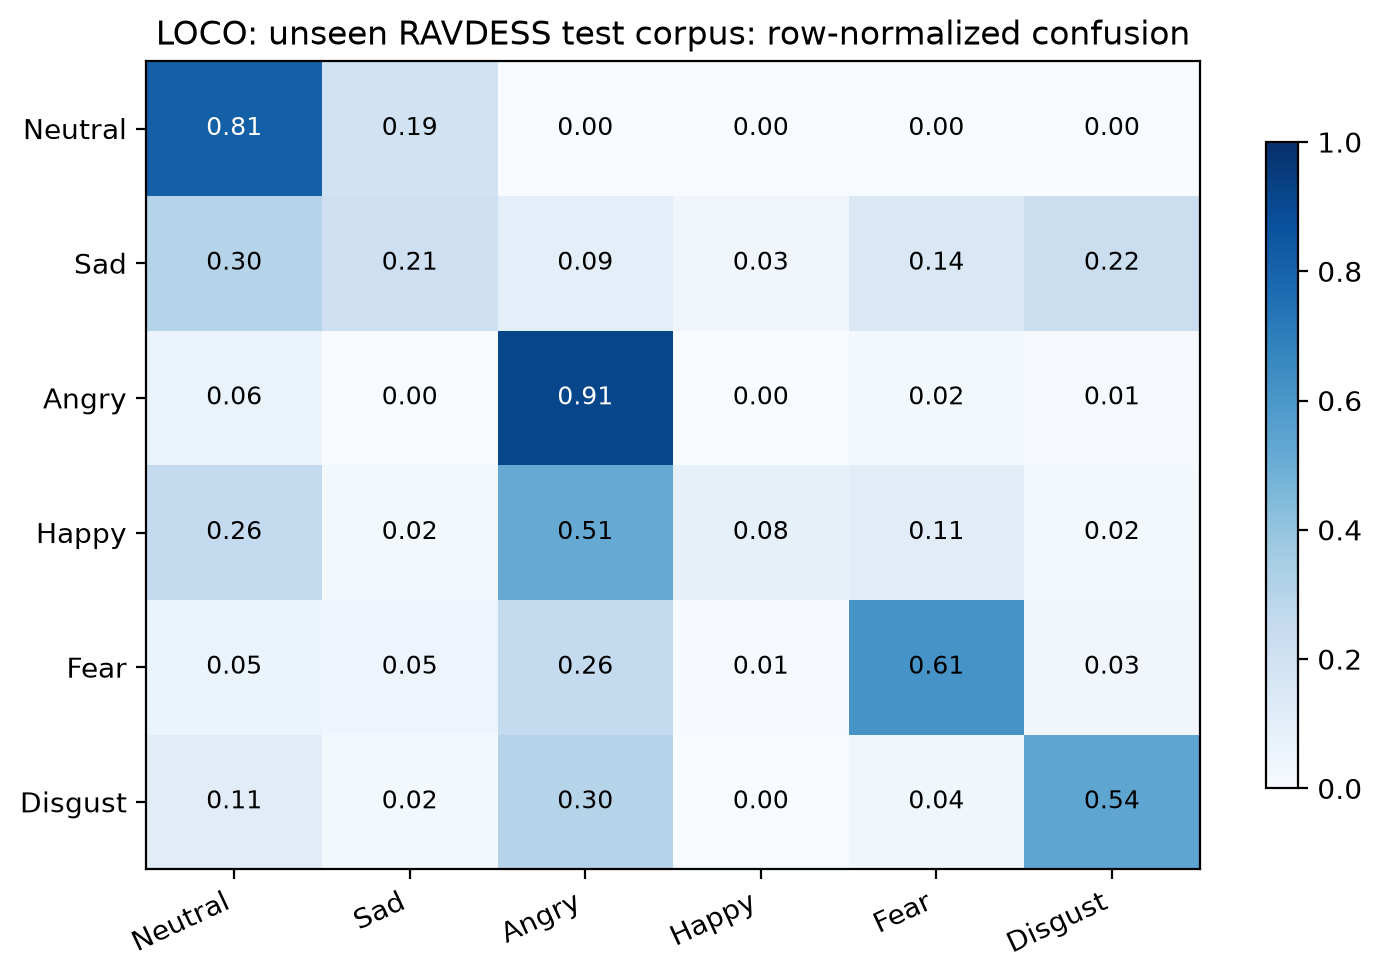 LOCO: unseen RAVDESS test corpus: row-normalized confusion
Neutral 0.81 0.19 0.00 0.00 0.00 0.00
Sad 0.30 0.21 0.09 0.03 0.14 0.22
Angry 0.06 0.00 0.91 0.00 0.02 0.01
Happy 0.26 0.02 0.51 0.08 0.11 0.02
Fear 0.05 0.05 0.26 0.01 0.61 0.03
Disgust 0.11 0.02 0.30 0.00 0.04 0.54
Neutral Sad Angry Happy Fear Disgust
1.0
0.8
0.6
0.4
0.2
0.0